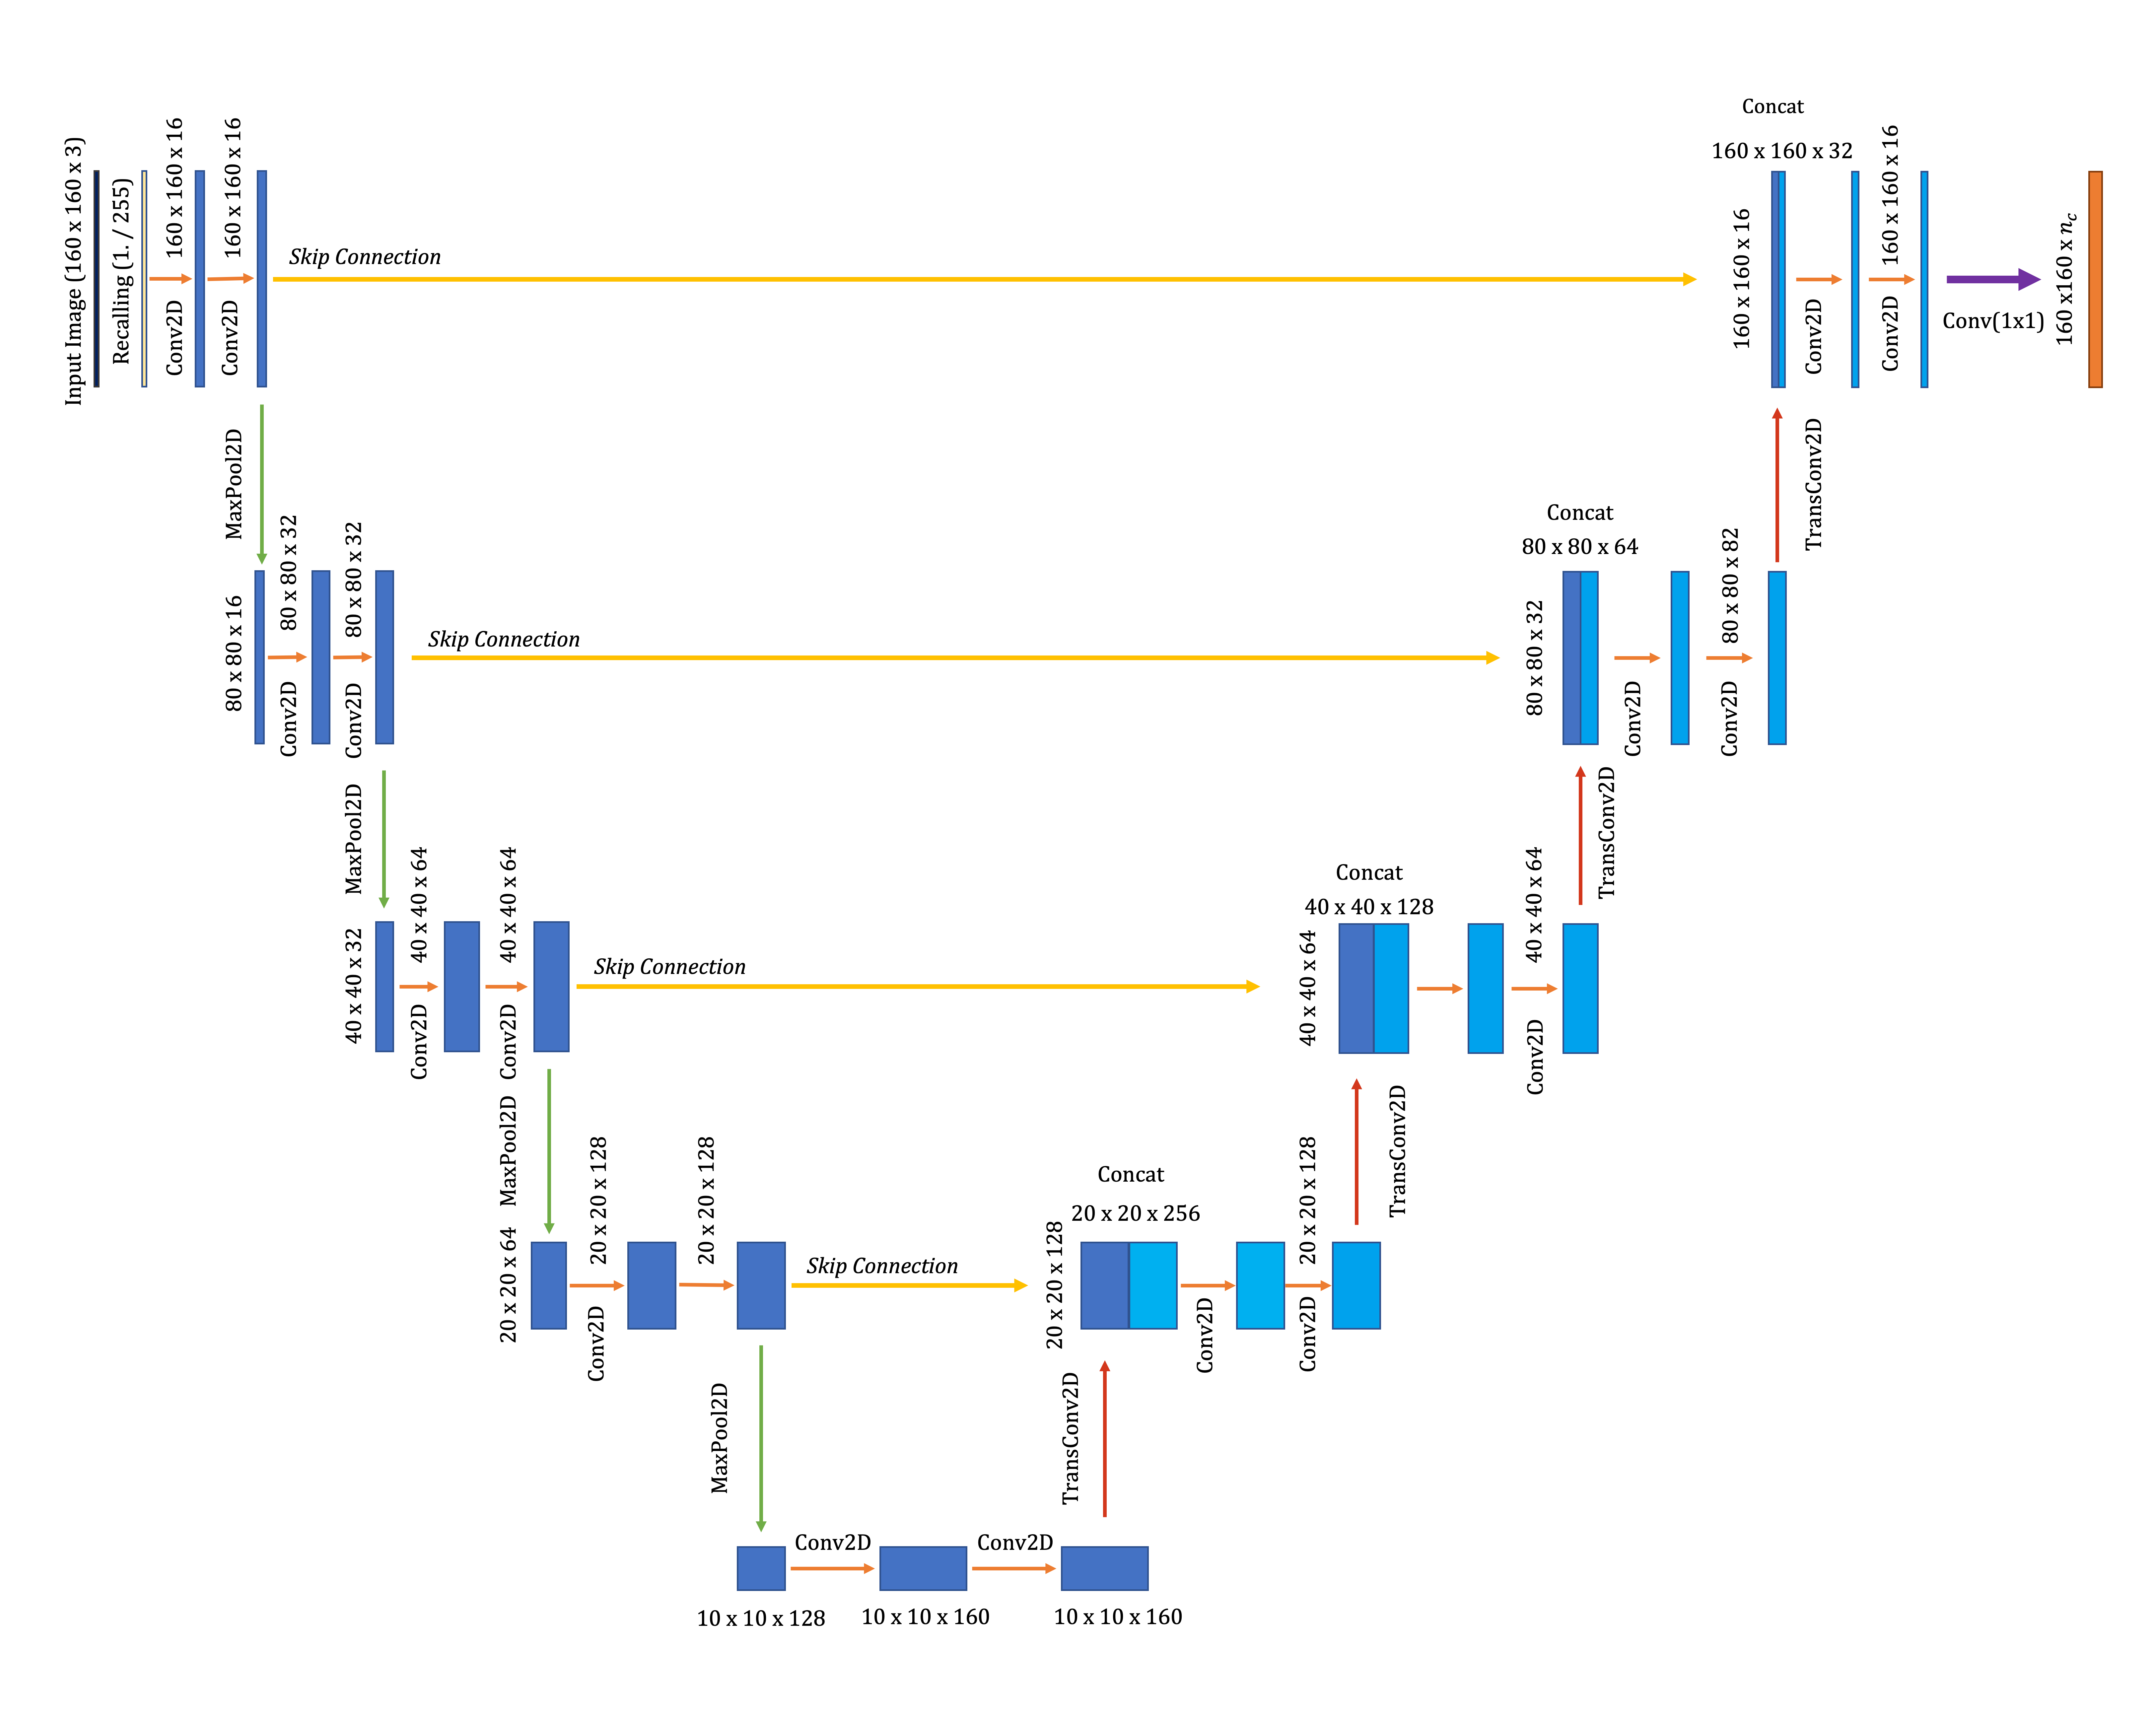 Input Image (160 x 160 x 3)
Recalling (1. / 255)
160 x 160 x 16
Conv2D
160 x 160 x 16
Conv2D
Skip Connection
Concat
160 x 160 x 32
160 x 160 x 16
Conv2D
160 x 160 x 16
Conv2D
Conv(1x1)
160 x160 x n_c
MaxPool2D
TransConv2D
80 x 80 x 16
80 x 80 x 32
Conv2D
80 x 80 x 32
Conv2D
Skip Connection
Concat
80 x 80 x 64
80 x 80 x 32
Conv2D
80 x 80 x 82
Conv2D
MaxPool2D
TransConv2D
40 x 40 x 32
40 x 40 x 64
Conv2D
40 x 40 x 64
Conv2D
Skip Connection
Concat
40 x 40 x 128
40 x 40 x 64
40 x 40 x 64
Conv2D
MaxPool2D
TransConv2D
20 x 20 x 64
20 x 20 x 128
Conv2D
20 x 20 x 128
Skip Connection
Concat
20 x 20 x 256
20 x 20 x 128
Conv2D
20 x 20 x 128
Conv2D
MaxPool2D
TransConv2D
Conv2D
Conv2D
10 x 10 x 128
10 x 10 x 160
10 x 10 x 160